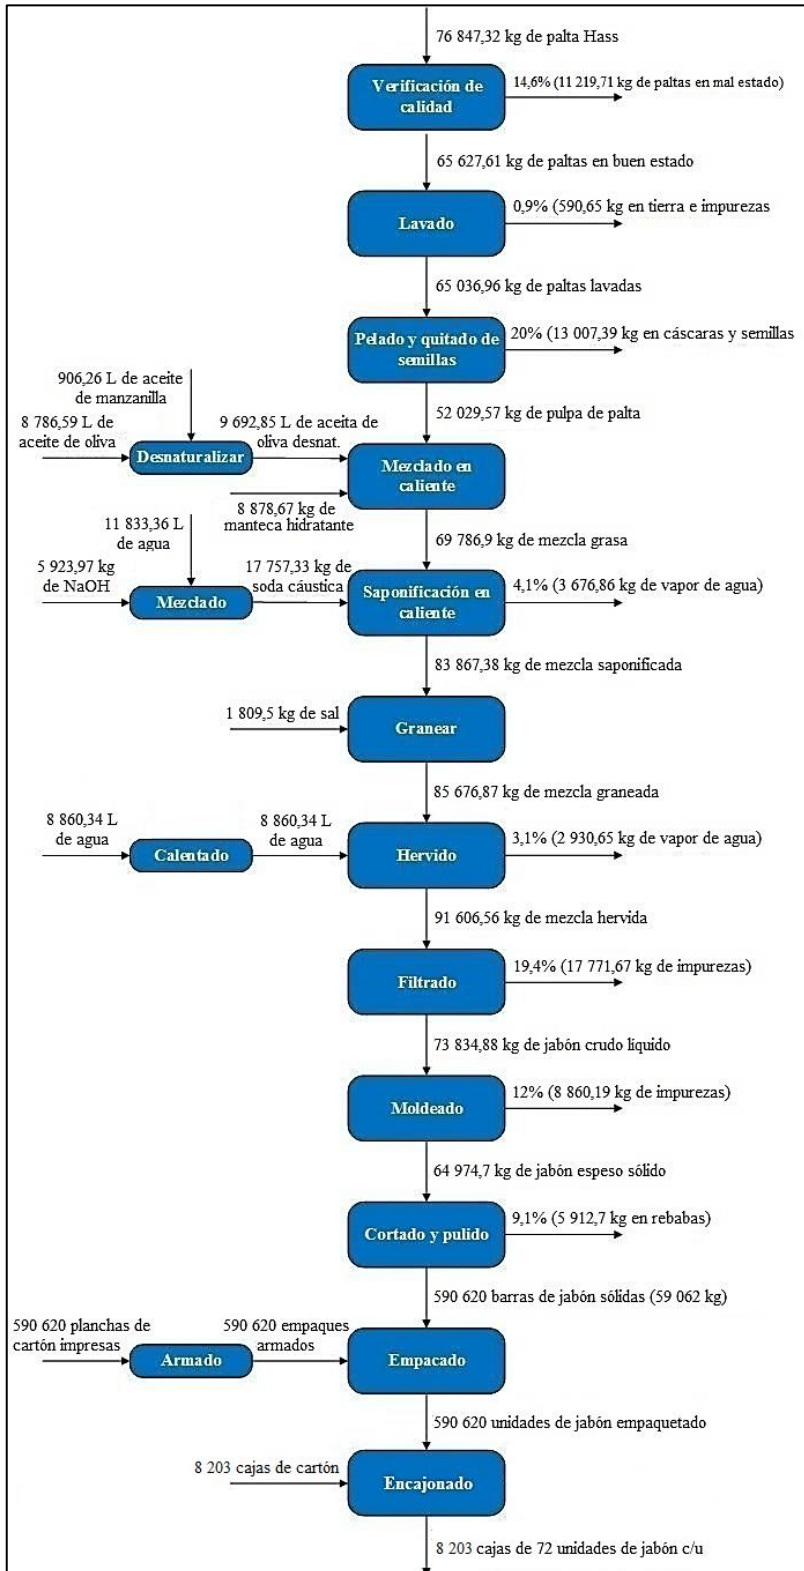 76 847,32 kg de palta Hass
Verificación de
calidad
14,6% (11 219,71 kg de paltas en mal estado)
65 627,61 kg de paltas en buen estado
Lavado
0,9% (590,65 kg en tierra e impurezas
65 036,96 kg de paltas lavadas
Pelado y quitado de
semillas
20% (13 007,39 kg en cáscaras y semillas
906,26 L de aceite
de manzanilla
52 029,57 kg de pulpa de palta
8 786,59 L de
aceite de oliva
Desnaturalizar
9 692,85 L de aceita de
oliva desnat.
Mezclado en
caliente
8 878,67 kg de
manteca hidratante
11 833,36 L
de agua
69 786,9 kg de mezcla grasa
5 923,97 kg
de NaOH
Mezclado
17 757,33 kg de
soda cáustica
Saponificación en
caliente
4,1% (3 676,86 kg de vapor de agua)
83 867,38 kg de mezcla saponificada
1 809,5 kg de sal
Granear
85 676,87 kg de mezcla graneada
8 860,34 L
de agua
Calentado
8 860,34 L
de agua
Hervido
3,1% (2 930,65 kg de vapor de agua)
91 606,56 kg de mezcla hervida
Filtrado
19,4% (17 771,67 kg de impurezas)
73 834,88 kg de jabón crudo líquido
Moldeado
12% (8 860,19 kg de impurezas)
64 974,7 kg de jabón espeso sólido
Cortado y pulido
9,1% (5 912,7 kg en rebabas)
590 620 barras de jabón sólidas (59 062 kg)
590 620 planchas de
cartón impresas
Armado
590 620 empaques
armados
Empacado
590 620 unidades de jabón empaquetado
8 203 cajas de cartón
Encajonado
8 203 cajas de 72 unidades de jabón c/u